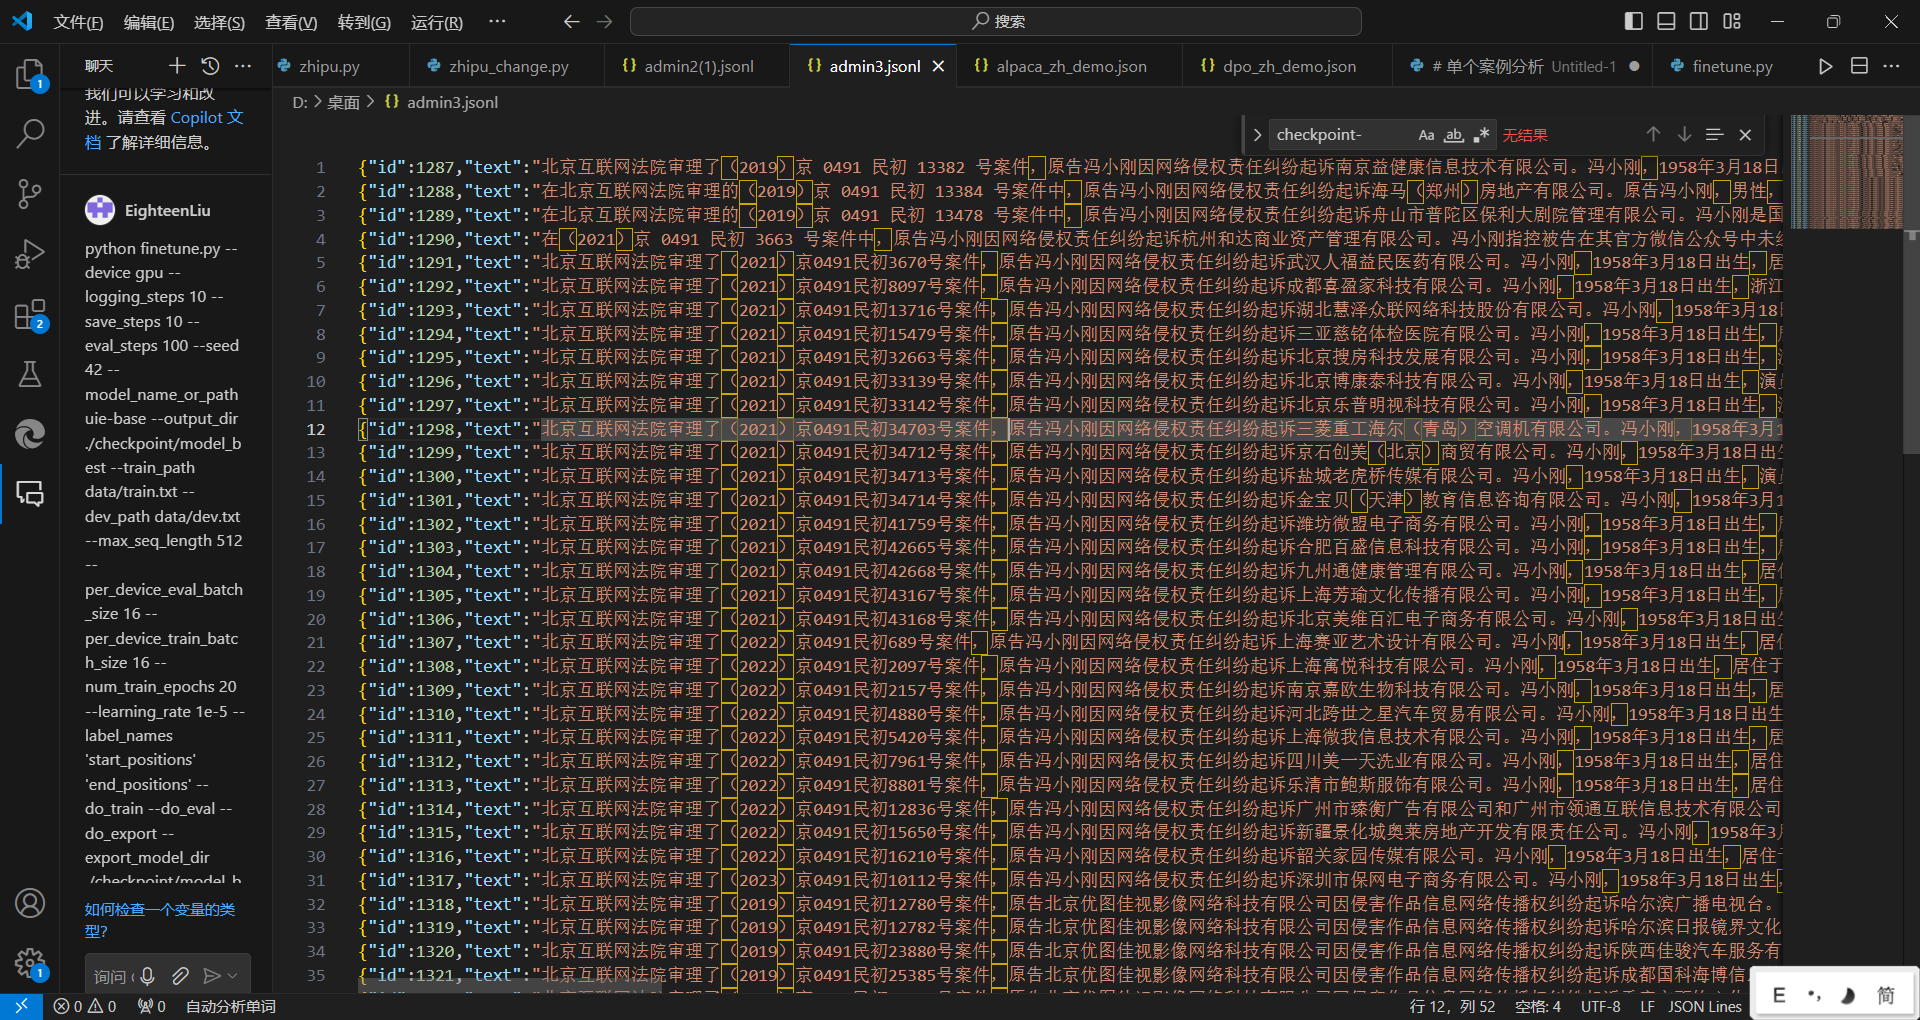 文件(F) 编辑(E) 选择(S) 查看(V) 转到(G) 运行(R) ··· 搜索
聊天
zhipu.py zhipu_change.py admin2(1).jsonl admin3.jsonl alpaca_zh_demo.json dpo_zh_demo.json # 单个案例分析 Untitled-1 finetune.py
D: > 桌面 > admin3.jsonl
checkpoint- Aa ab 无结果
我们可以学习和改
进。请查看 Copilot 文
档 了解详细信息。
EighteenLiu
python finetune.py --
device gpu --
logging_steps 10 --
save_steps 10 --
eval_steps 100 --seed
42 --
model_name_or_path
uie-base --output_dir
./checkpoint/model_b
est --train_path
data/train.txt --
dev_path data/dev.txt
--max_seq_length 512
--
per_device_eval_batch
_size 16 --
per_device_train_batc
h_size 16 --
num_train_epochs 20
--learning_rate 1e-5 --
label_names
'start_positions'
'end_positions' --
do_train --do_eval --
do_export --
export_model_dir
./checkpoint/model_b
如何检查一个变量的类
型?
询问
1 {"id":1287,"text":"北京互联网法院审理了（2019）京 0491 民初 13382 号案件，原告冯小刚因网络侵权责任纠纷起诉南京益健康信息技术有限公司。冯小刚，1958年3月18日
2 {"id":1288,"text":"在北京互联网法院审理的（2019）京 0491 民初 13384 号案件中，原告冯小刚因网络侵权责任纠纷起诉海马（郑州）房地产有限公司。原告冯小刚，男性，
3 {"id":1289,"text":"在北京互联网法院审理的（2019）京 0491 民初 13478 号案件中，原告冯小刚因网络侵权责任纠纷起诉舟山市普陀区保利大剧院管理有限公司。冯小刚是国
4 {"id":1290,"text":"在（2021）京 0491 民初 3663 号案件中，原告冯小刚因网络侵权责任纠纷起诉杭州和达商业资产管理有限公司。冯小刚指控被告在其官方微信公众号中未经
5 {"id":1291,"text":"北京互联网法院审理了（2021）京0491民初3670号案件，原告冯小刚因网络侵权责任纠纷起诉武汉人福益民医药有限公司。冯小刚，1958年3月18日出生，居
6 {"id":1292,"text":"北京互联网法院审理了（2021）京0491民初8097号案件，原告冯小刚因网络侵权责任纠纷起诉成都喜盈家科技有限公司。冯小刚，1958年3月18日出生，浙江
7 {"id":1293,"text":"北京互联网法院审理了（2021）京0491民初13716号案件，原告冯小刚因网络侵权责任纠纷起诉湖北慧泽众联网络科技股份有限公司。冯小刚，1958年3月18
8 {"id":1294,"text":"北京互联网法院审理了（2021）京0491民初15479号案件，原告冯小刚因网络侵权责任纠纷起诉三亚慈铭体检医院有限公司。冯小刚，1958年3月18日出生，居
9 {"id":1295,"text":"北京互联网法院审理了（2021）京0491民初32663号案件，原告冯小刚因网络侵权责任纠纷起诉北京搜房科技发展有限公司。冯小刚，1958年3月18日出生，
10 {"id":1296,"text":"北京互联网法院审理了（2021）京0491民初33139号案件，原告冯小刚因网络侵权责任纠纷起诉北京博康泰科技有限公司。冯小刚，1958年3月18日出生，演员
11 {"id":1297,"text":"北京互联网法院审理了（2021）京0491民初33142号案件，原告冯小刚因网络侵权责任纠纷起诉北京乐普明视科技有限公司。冯小刚，1958年3月18日出生，
12 {"id":1298,"text":"北京互联网法院审理了（2021）京0491民初34703号案件，原告冯小刚因网络侵权责任纠纷起诉三菱重工海尔（青岛）空调机有限公司。冯小刚，1958年3月1
13 {"id":1299,"text":"北京互联网法院审理了（2021）京0491民初34712号案件，原告冯小刚因网络侵权责任纠纷起诉京石创美（北京）商贸有限公司。冯小刚，1958年3月18日出生
14 {"id":1300,"text":"北京互联网法院审理了（2021）京0491民初34713号案件，原告冯小刚因网络侵权责任纠纷起诉盐城老虎桥传媒有限公司。冯小刚，1958年3月18日出生，演员
15 {"id":1301,"text":"北京互联网法院审理了（2021）京0491民初34714号案件，原告冯小刚因网络侵权责任纠纷起诉金宝贝（天津）教育信息咨询有限公司。冯小刚，1958年3月1
16 {"id":1302,"text":"北京互联网法院审理了（2021）京0491民初41759号案件，原告冯小刚因网络侵权责任纠纷起诉潍坊微盟电子商务有限公司。冯小刚，1958年3月18日出生，居
17 {"id":1303,"text":"北京互联网法院审理了（2021）京0491民初42665号案件，原告冯小刚因网络侵权责任纠纷起诉合肥百盛信息科技有限公司。冯小刚，1958年3月18日出生，居
18 {"id":1304,"text":"北京互联网法院审理了（2021）京0491民初42668号案件，原告冯小刚因网络侵权责任纠纷起诉九州通健康管理有限公司。冯小刚，1958年3月18日出生，居住
19 {"id":1305,"text":"北京互联网法院审理了（2021）京0491民初43167号案件，原告冯小刚因网络侵权责任纠纷起诉上海芳瑜文化传播有限公司。冯小刚，1958年3月18日出生，居
20 {"id":1306,"text":"北京互联网法院审理了（2021）京0491民初43168号案件，原告冯小刚因网络侵权责任纠纷起诉北京美维百汇电子商务有限公司。冯小刚，1958年3月18日出生
21 {"id":1307,"text":"北京互联网法院审理了（2022）京0491民初689号案件，原告冯小刚因网络侵权责任纠纷起诉上海赛亚艺术设计有限公司。冯小刚，1958年3月18日出生，居住
22 {"id":1308,"text":"北京互联网法院审理了（2022）京0491民初2097号案件，原告冯小刚因网络侵权责任纠纷起诉上海寓悦科技有限公司。冯小刚，1958年3月18日出生，居住于
23 {"id":1309,"text":"北京互联网法院审理了（2022）京0491民初2157号案件，原告冯小刚因网络侵权责任纠纷起诉南京嘉欧生物科技有限公司。冯小刚，1958年3月18日出生，居
24 {"id":1310,"text":"北京互联网法院审理了（2022）京0491民初4880号案件，原告冯小刚因网络侵权责任纠纷起诉河北跨世之星汽车贸易有限公司。冯小刚，1958年3月18日出生
25 {"id":1311,"text":"北京互联网法院审理了（2022）京0491民初5420号案件，原告冯小刚因网络侵权责任纠纷起诉上海微我信息技术有限公司。冯小刚，1958年3月18日出生，居
26 {"id":1312,"text":"北京互联网法院审理了（2022）京0491民初7961号案件，原告冯小刚因网络侵权责任纠纷起诉四川美一天洗业有限公司。冯小刚，1958年3月18日出生，居住
27 {"id":1313,"text":"北京互联网法院审理了（2022）京0491民初8801号案件，原告冯小刚因网络侵权责任纠纷起诉乐清市鲍斯服饰有限公司。冯小刚，1958年3月18日出生，居住
28 {"id":1314,"text":"北京互联网法院审理了（2022）京0491民初12836号案件，原告冯小刚因网络侵权责任纠纷起诉广州市臻衡广告有限公司和广州市领通互联信息技术有限公司
29 {"id":1315,"text":"北京互联网法院审理了（2022）京0491民初15650号案件，原告冯小刚因网络侵权责任纠纷起诉新疆景化城奥莱房地产开发有限责任公司。冯小刚，1958年3月
30 {"id":1316,"text":"北京互联网法院审理了（2022）京0491民初16210号案件，原告冯小刚因网络侵权责任纠纷起诉韶关家园传媒有限公司。冯小刚，1958年3月18日出生，居住于
31 {"id":1317,"text":"北京互联网法院审理了（2023）京0491民初10112号案件，原告冯小刚因网络侵权责任纠纷起诉深圳市保网电子商务有限公司。冯小刚，1958年3月18日出生，
32 {"id":1318,"text":"北京互联网法院审理了（2019）京0491民初12780号案件，原告北京优图佳视影像网络科技有限公司因侵害作品信息网络传播权纠纷起诉哈尔滨广播电视台。
33 {"id":1319,"text":"北京互联网法院审理了（2019）京0491民初12782号案件，原告北京优图佳视影像网络科技有限公司因侵害作品信息网络传播权纠纷起诉哈尔滨日报镜界文化
34 {"id":1320,"text":"北京互联网法院审理了（2019）京0491民初23880号案件，原告北京优图佳视影像网络科技有限公司因侵害作品信息网络传播权纠纷起诉陕西佳骏汽车服务有
35 {"id":1321,"text":"北京互联网法院审理了（2019）京0491民初25385号案件，原告北京优图佳视影像网络科技有限公司因侵害作品信息网络传播权纠纷起诉成都国科海博信
0 0 0 自动分析单词 行 12，列 52 空格: 4 UTF-8 LF JSON Lines
E 简